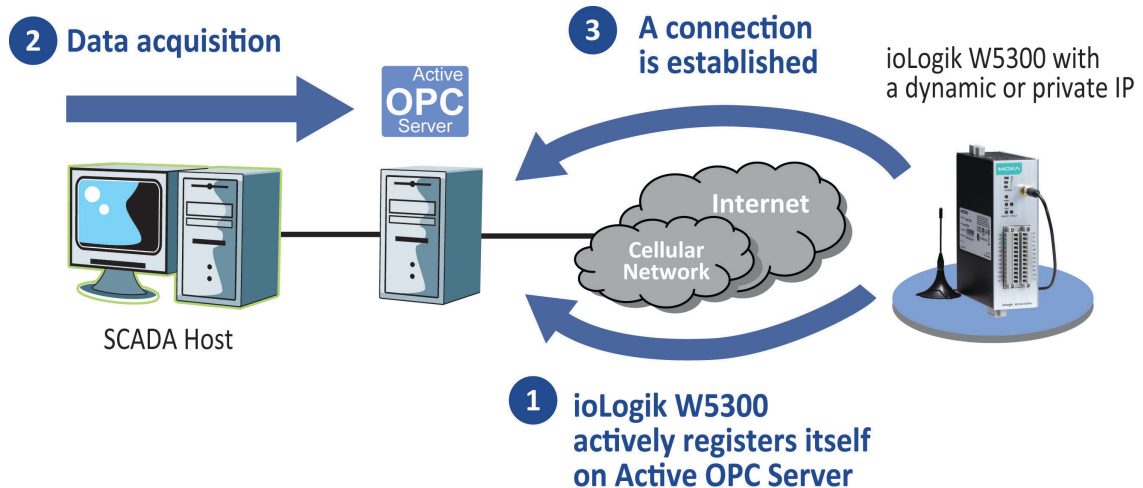 2 Data acquisition
Active
OPC
Server
3 A connection
is established
ioLogik W5300 with
a dynamic or private IP
MOXA
Internet
Cellular
Network
SCADA Host
1 ioLogik W5300
actively registers itself
on Active OPC Server